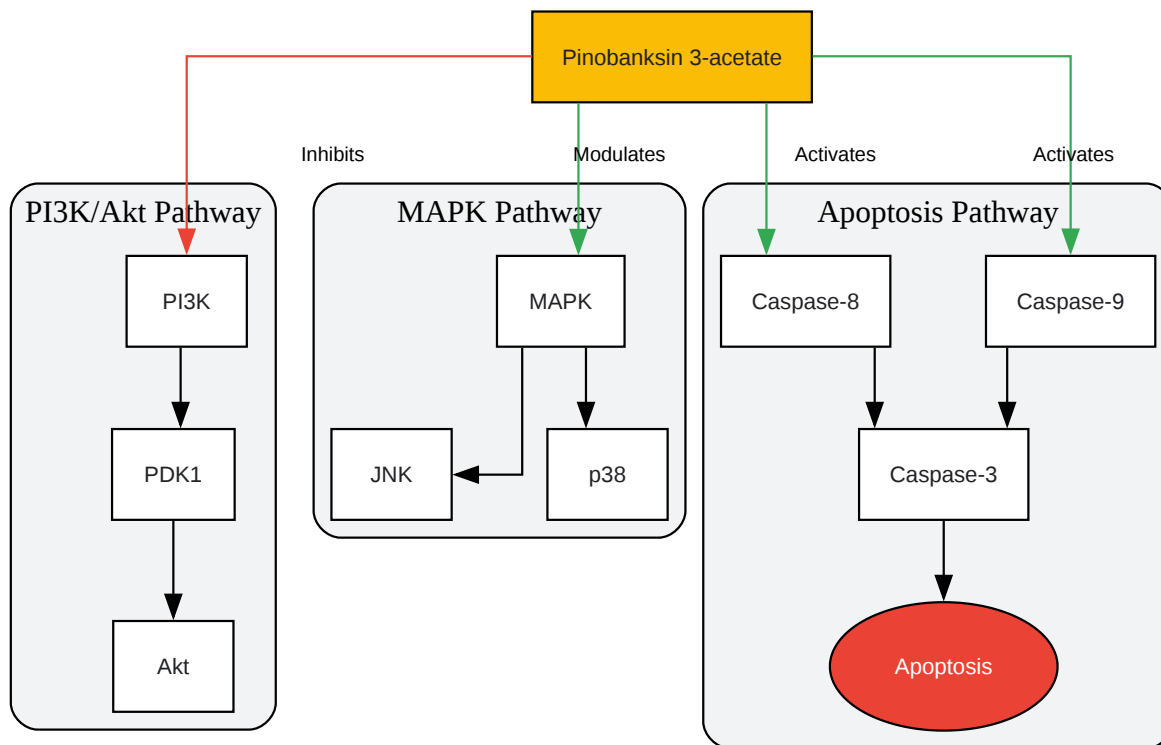 Pinobanksin 3-acetate
Inhibits
Modulates
Activates
Activates
PI3K/Akt Pathway
MAPK Pathway
Apoptosis Pathway
PI3K
MAPK
Caspase-8
Caspase-9
PDK1
JNK
p38
Caspase-3
Akt
Apoptosis